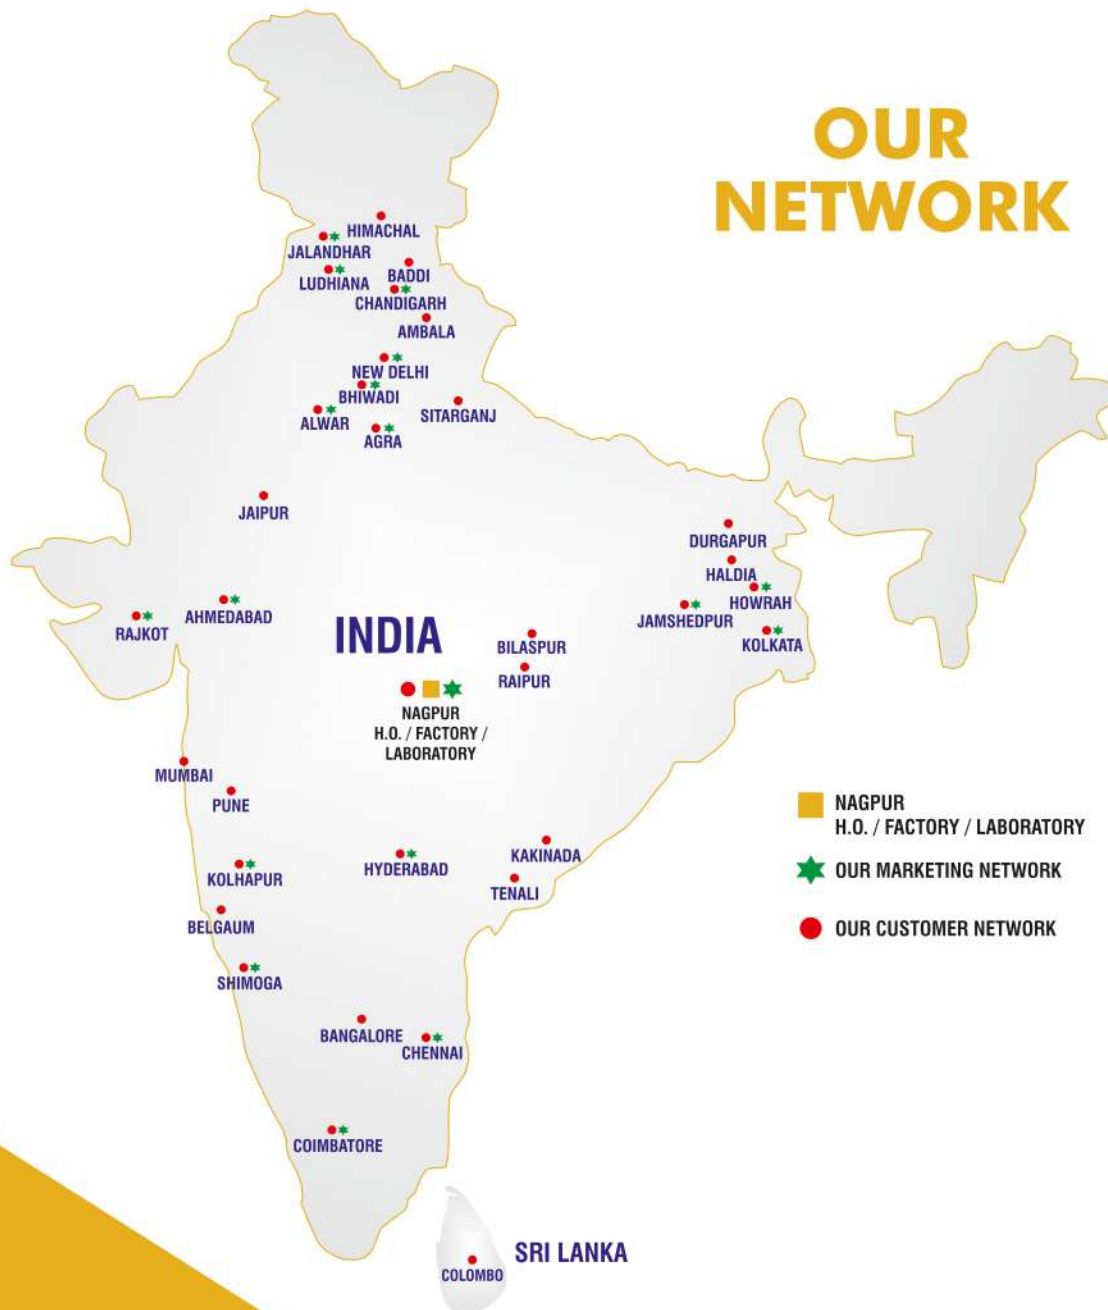 OUR
NETWORK
HIMACHAL
JALANDHAR
LUDHIANA
BADDI
CHANDIGARH
AMBALA
NEW DELHI
BHIWADI
ALWAR
AGRA
SITARGANJ
JAIPUR
DURGAPUR
HALDIA
HOWRAH
JAMSHEDPUR
KOLKATA
AHMEDABAD
RAJKOT
INDIA
BILASPUR
RAIPUR
NAGPUR
H.O. / FACTORY /
LABORATORY
MUMBAI
PUNE
KOLHAPUR
HYDERABAD
KAKINADA
TENALI
BELGAUM
SHIMOGA
BANGALORE
CHENNAI
COIMBATORE
SRI LANKA
COLOMBO
NAGPUR
H.O. / FACTORY / LABORATORY
OUR MARKETING NETWORK
OUR CUSTOMER NETWORK